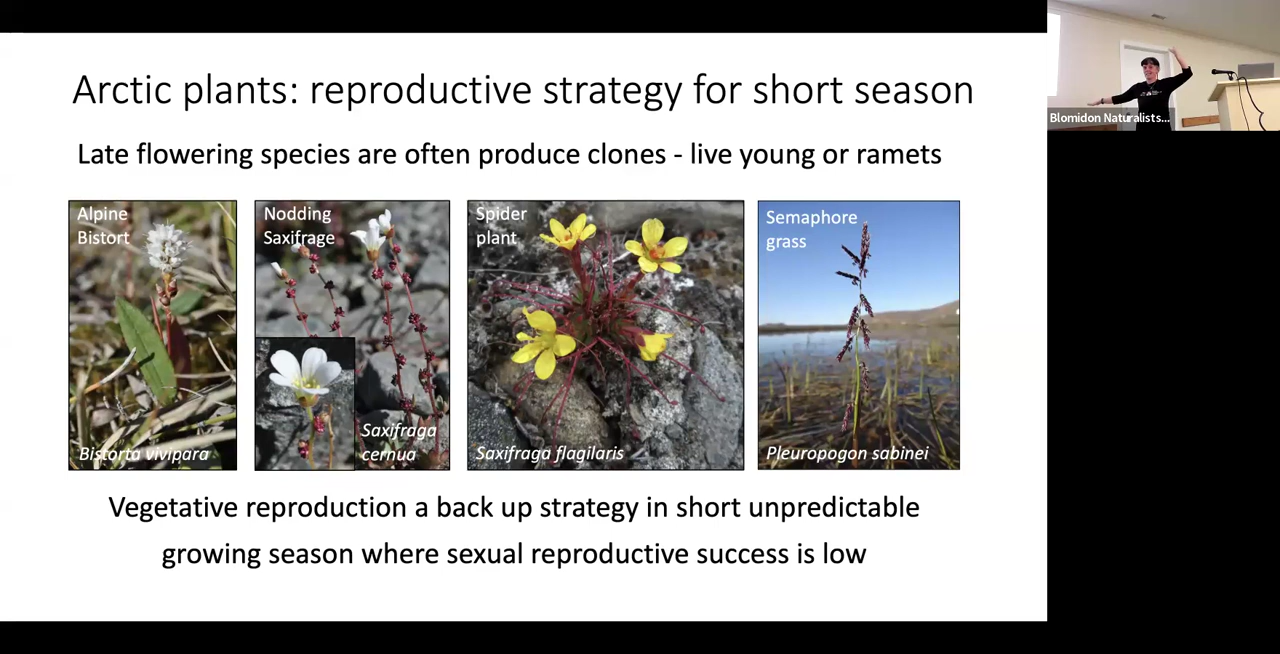 Arctic plants: reproductive strategy for short season
Late flowering species are often produce clones - live young or ramets
Alpine
Bistort
Bistorta vivipara
Nodding
Saxifrage
Saxifraga
cernua
Spider
plant
Saxifraga flagilaris
Semaphore
grass
Pleuropogon sabinei
Vegetative reproduction a back up strategy in short unpredictable
growing season where sexual reproductive success is low
Blomidon Naturalists...